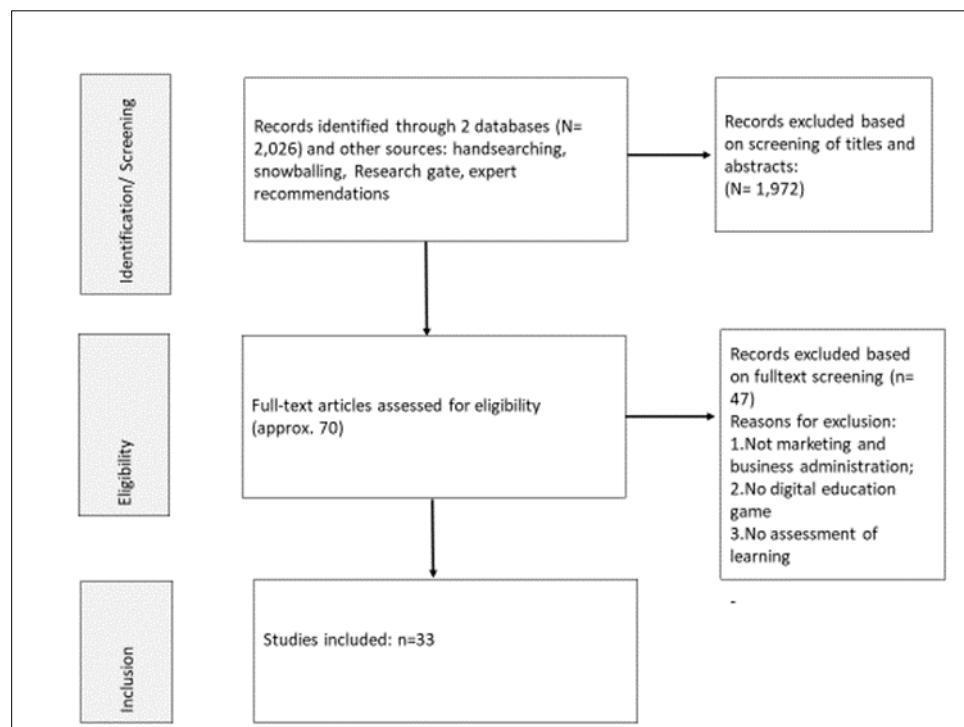 Identification/ Screening
Records identified through 2 databases (N=
2,026) and other sources: handsearching,
snowballing, Research gate, expert
recommendations
Records excluded based
on screening of titles and
abstracts:
(N= 1,972)
Eligibility
Full-text articles assessed for eligibility
(approx. 70)
Records excluded based
on fulltext screening (n=
47)
Reasons for exclusion:
1.Not marketing and
business administration;
2.No digital education
game
3.No assessment of
learning
-
Inclusion
Studies included: n=33